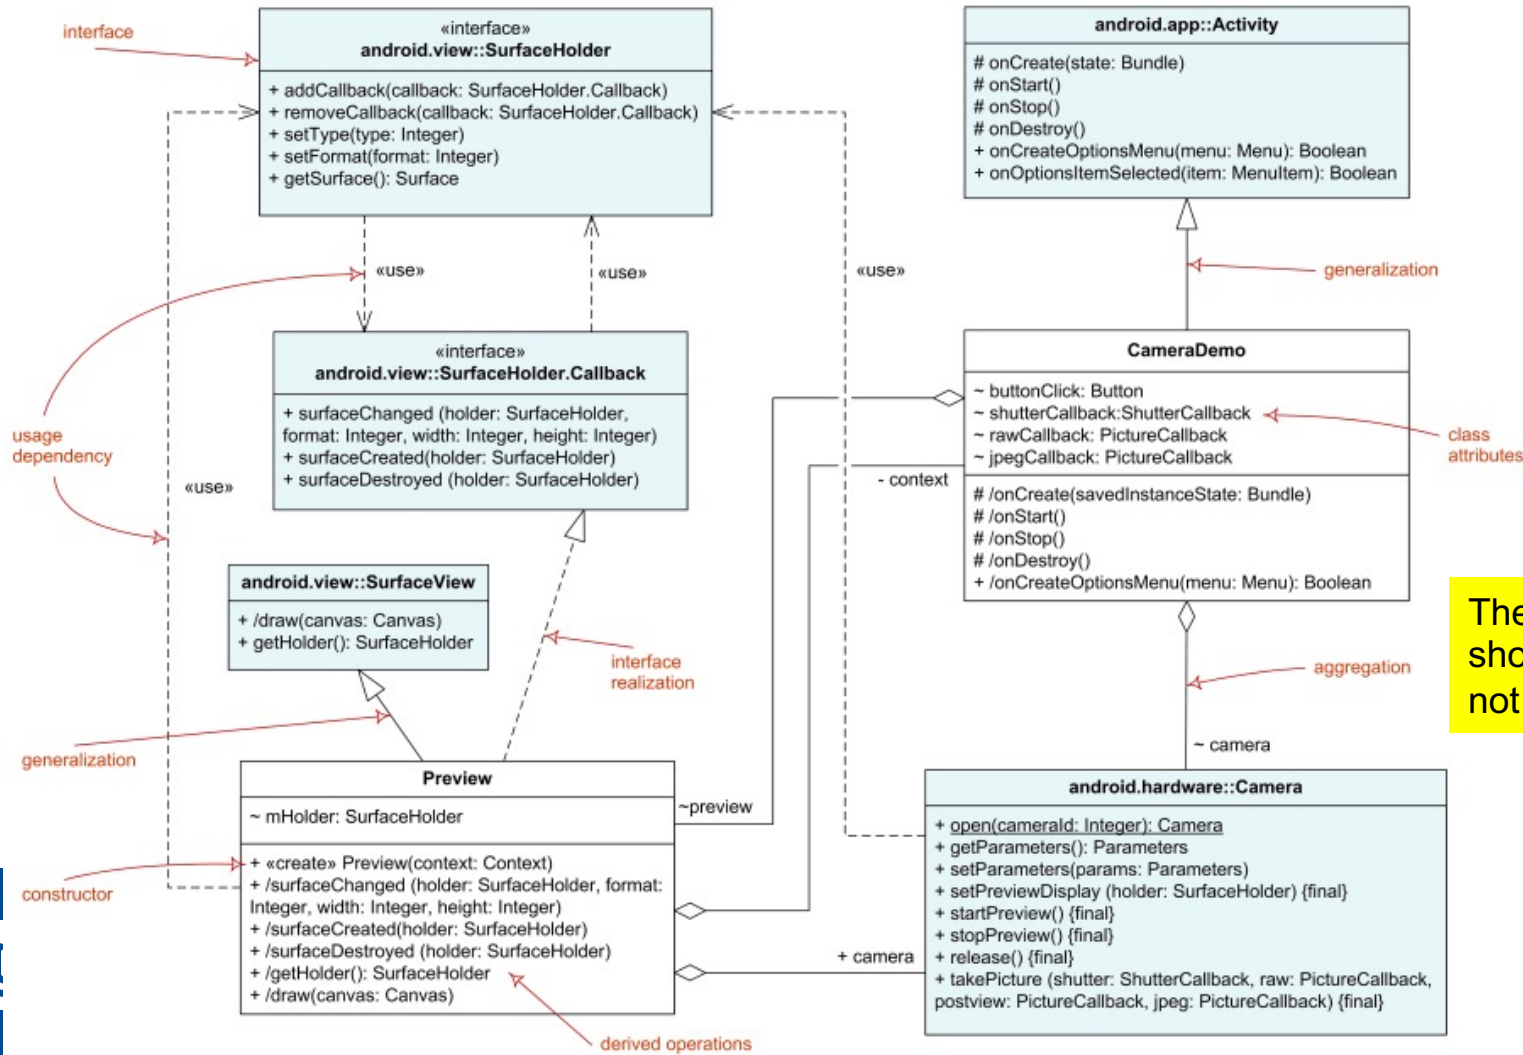 interface
«interface»
android.view::SurfaceHolder
+ addCallback(callback: SurfaceHolder.Callback)
+ removeCallback(callback: SurfaceHolder.Callback)
+ setType(type: Integer)
+ setFormat(format: Integer)
+ getSurface(): Surface
android.app::Activity
# onCreate(state: Bundle)
# onStart()
# onStop()
# onDestroy()
+ onCreateOptionsMenu(menu: Menu): Boolean
+ onOptionsItemSelected(item: MenuItem): Boolean
«use»
«use»
«use»
generalization
«interface»
android.view::SurfaceHolder.Callback
+ surfaceChanged (holder: SurfaceHolder,
format: Integer, width: Integer, height: Integer)
+ surfaceCreated(holder: SurfaceHolder)
+ surfaceDestroyed (holder: SurfaceHolder)
usage
dependency
«use»
CameraDemo
~ buttonClick: Button
~ shutterCallback:ShutterCallback
~ rawCallback: PictureCallback
~ jpegCallback: PictureCallback
# /onCreate(savedInstanceState: Bundle)
# /onStart()
# /onStop()
# /onDestroy()
+ /onCreateOptionsMenu(menu: Menu): Boolean
class
attributes
- context
android.view::SurfaceView
+ /draw(canvas: Canvas)
+ getHolder(): SurfaceHolder
interface
realization
generalization
aggregation
~ camera
not
Preview
~ mHolder: SurfaceHolder
+ «create» Preview(context: Context)
+ /surfaceChanged (holder: SurfaceHolder, format:
Integer, width: Integer, height: Integer)
+ /surfaceCreated(holder: SurfaceHolder)
+ /surfaceDestroyed (holder: SurfaceHolder)
+ /getHolder(): SurfaceHolder
+ /draw(canvas: Canvas)
~preview
constructor
+ camera
android.hardware::Camera
+ open(cameraId: Integer): Camera
+ getParameters(): Parameters
+ setParameters(params: Parameters)
+ setPreviewDisplay (holder: SurfaceHolder) {final}
+ startPreview() {final}
+ stopPreview() {final}
+ release() {final}
+ takePicture (shutter: ShutterCallback, raw: PictureCallback,
postview: PictureCallback, jpeg: PictureCallback) {final}
derived operations